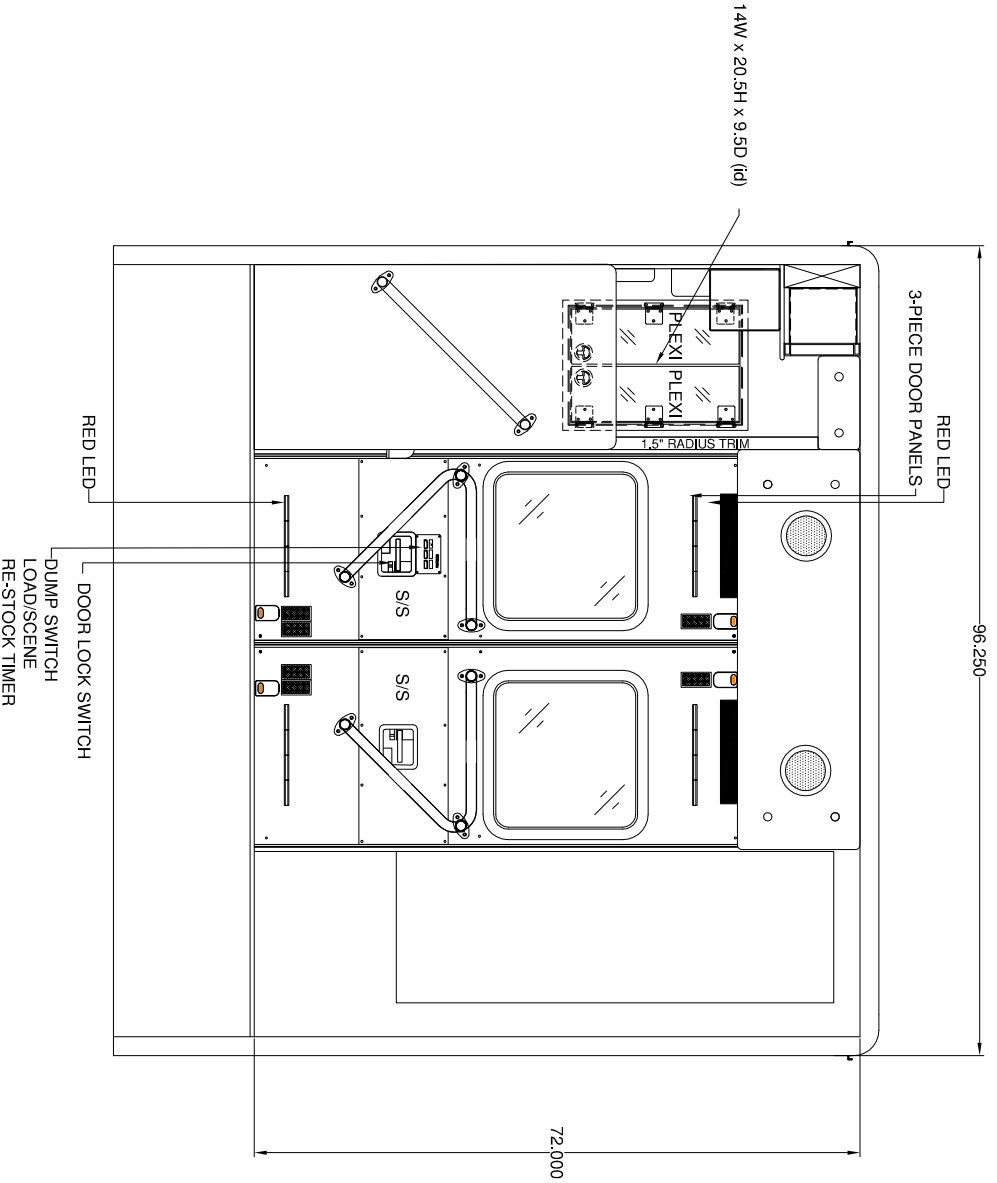 96.250
RED LED
3-PIECE DOOR PANELS
14W x 20.5H x 9.5D (id)
PLEXI PLEXI
1.5" RADIUS TRIM
S/S
S/S
72.000
RED LED
DOOR LOCK SWITCH
DUMP SWITCH
LOAD/SCENE
RE-STOCK TIMER